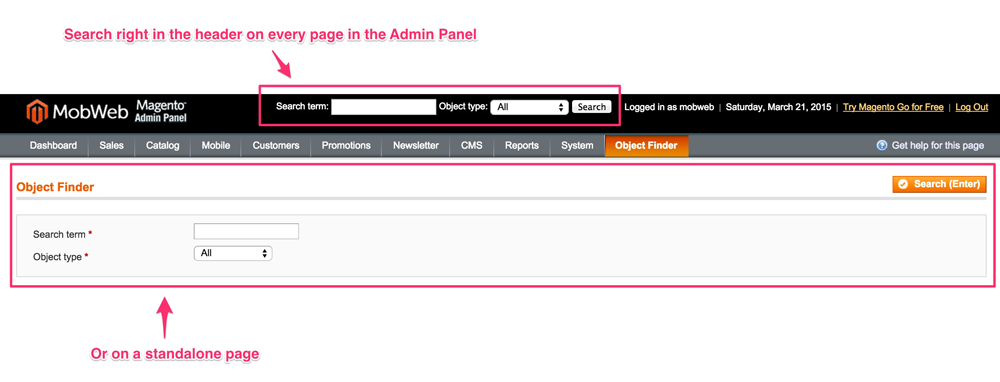 Search right in the header on every page in the Admin Panel
MobWeb Magento Admin Panel Search term: Object type: All Search Logged in as mobweb | Saturday, March 21, 2015 | Try Magento Go for Free | Log Out
Dashboard Sales Catalog Mobile Customers Promotions Newsletter CMS Reports System Object Finder Get help for this page
Object Finder Search (Enter)
Search term *
Object type * All
Or on a standalone page